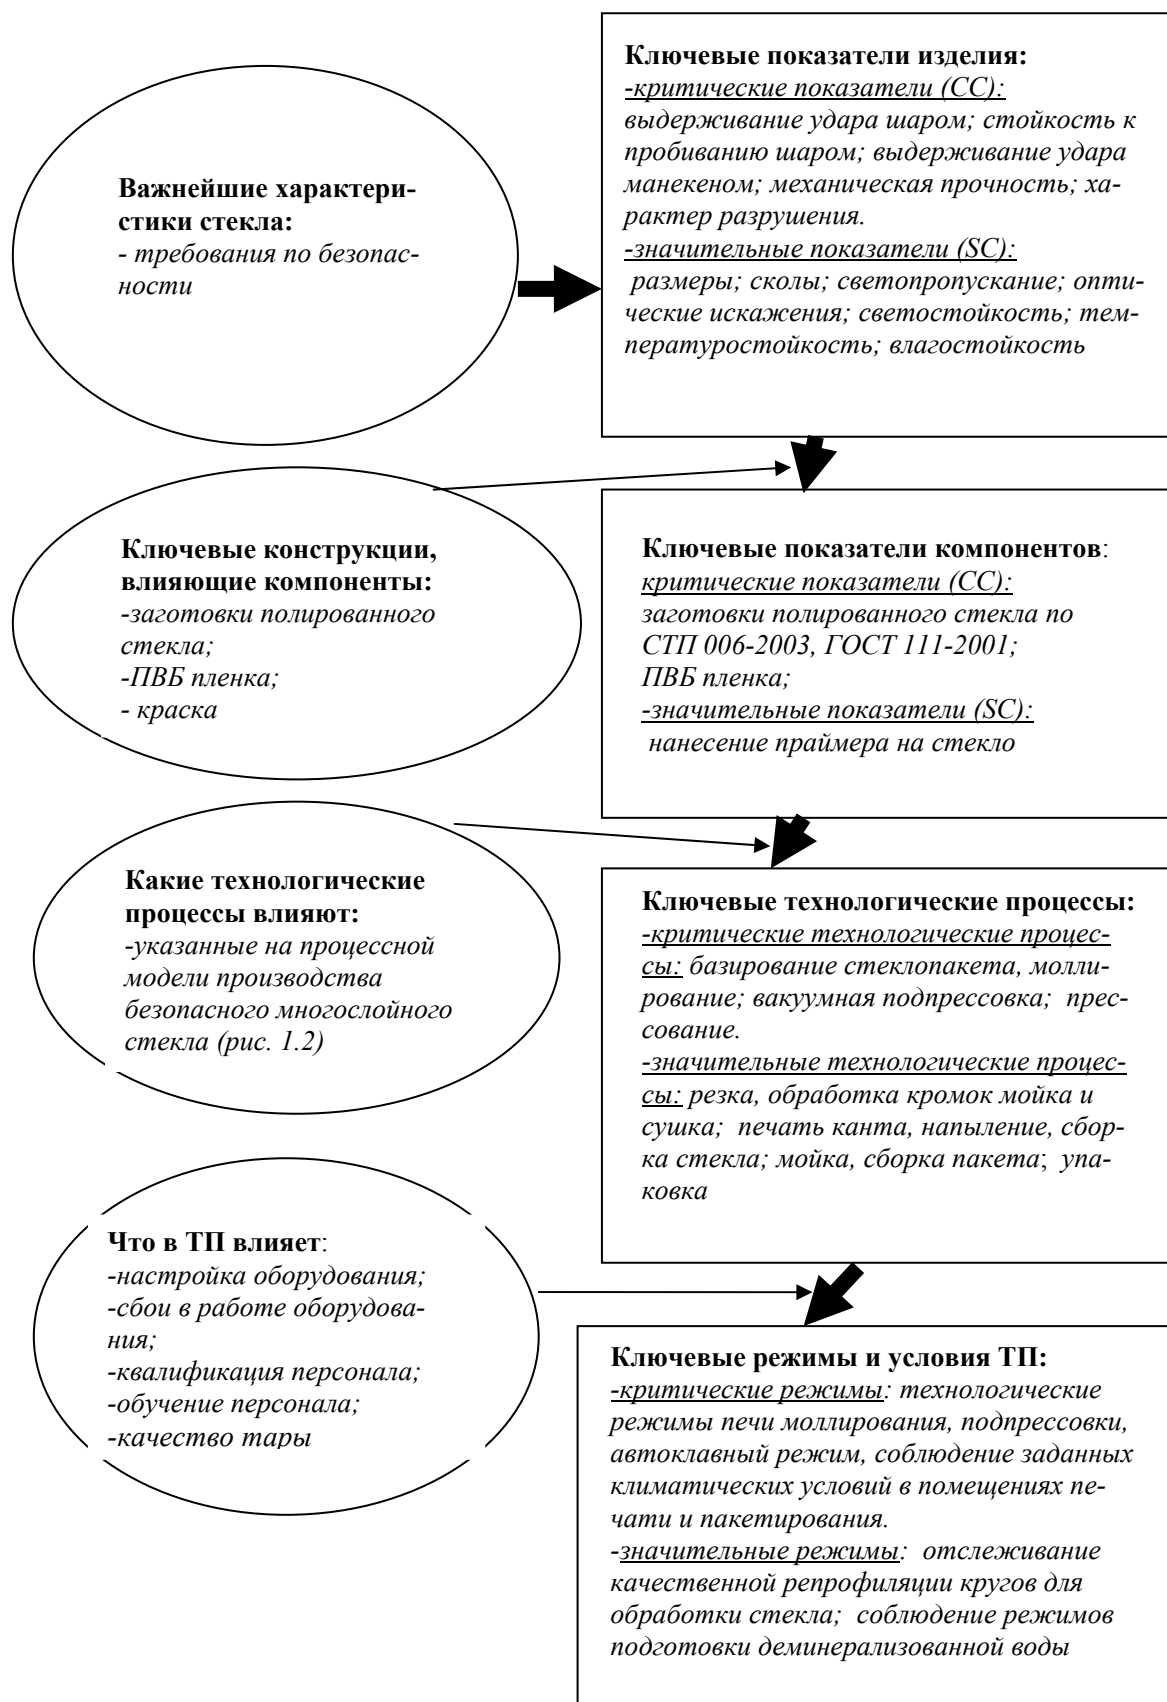 Важнейшие характери-
стики стекла:
- требования по безопас-
ности
Ключевые показатели изделия:
-критические показатели (СС):
выдерживание удара шаром; стойкость к
пробиванию шаром; выдерживание удара
манекеном; механическая прочность; ха-
рактер разрушения.
-значительные показатели (SC):
размеры; сколы; светопропускание; опти-
ческие искажения; светостойкость; тем-
пературостойкость; влагостойкость
Ключевые конструкции,
влияющие компоненты:
-заготовки полированного
стекла;
-ПВБ пленка;
- краска
Ключевые показатели компонентов:
критические показатели (СС):
заготовки полированного стекла по
СТП 006-2003, ГОСТ 111-2001;
ПВБ пленка;
-значительные показатели (SC):
нанесение праймера на стекло
Какие технологические
процессы влияют:
-указанные на процессной
модели производства
безопасного многослойного
стекла (рис. 1.2)
Ключевые технологические процессы:
-критические технологические процес-
сы: базирование стеклопакета, молли-
рование; вакуумная подпрессовка; прес-
сование.
-значительные технологические процес-
сы: резка, обработка кромок мойка и
сушка; печать канта, напыление, сбор-
ка стекла; мойка, сборка пакета; упа-
ковка
Что в ТП влияет:
-настройка оборудования;
-сбои в работе оборудова-
ния;
-квалификация персонала;
-обучение персонала;
-качество тары
Ключевые режимы и условия ТП:
-критические режимы: технологические
режимы печи моллирования, подпрессовки,
автоклавный режим, соблюдение заданных
климатических условий в помещениях пе-
чати и пакетирования.
-значительные режимы: отслеживание
качественной репрофиляции кругов для
обработки стекла; соблюдение режимов
подготовки деминерализованной воды